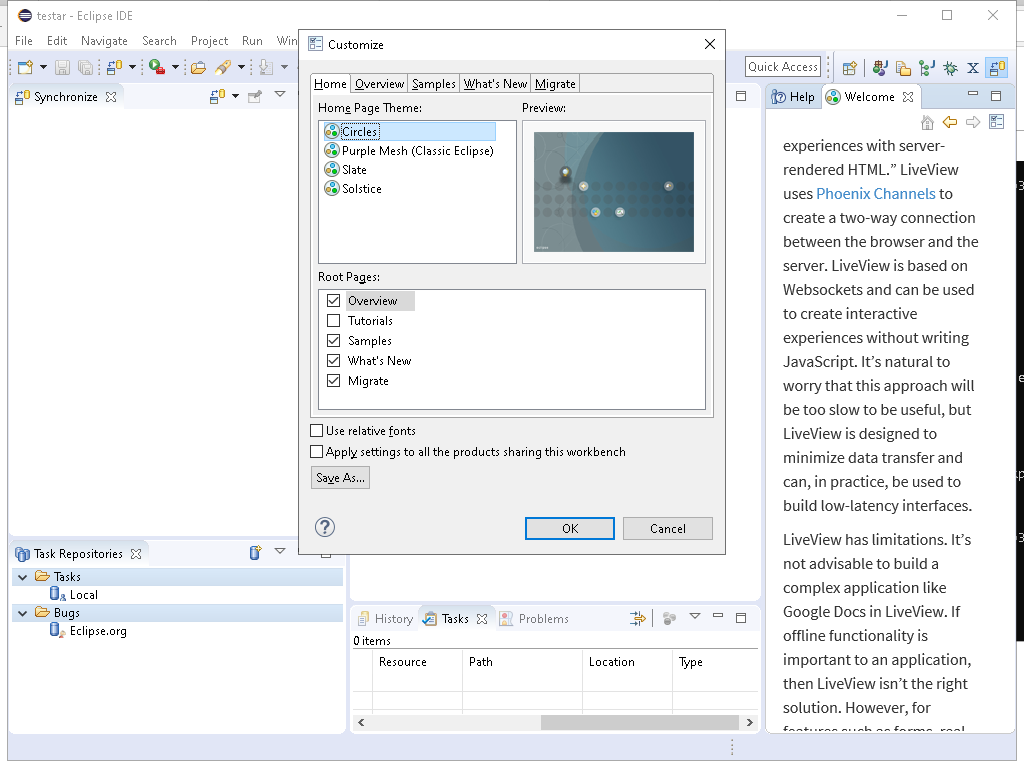 testar - Eclipse IDE
File Edit Navigate Search Project Run
Quick Access
Synchronize
Customize
Home Overview Samples What's New Migrate
Home Page Theme: Preview:
Circles
Purple Mesh (Classic Eclipse)
Slate
Solstice
Root Pages:
Overview
Tutorials
Samples
What's New
Migrate
Use relative fonts
Apply settings to all the products sharing this workbench
Save As...
OK Cancel
Help Welcome
experiences with server-
rendered HTML.” LiveView
uses Phoenix Channels to
create a two-way connection
between the browser and the
server. LiveView is based on
Websockets and can be used
to create interactive
experiences without writing
JavaScript. It’s natural to
worry that this approach will
be too slow to be useful, but
LiveView is designed to
minimize data transfer and
can, in practice, be used to
build low-latency interfaces.
LiveView has limitations. It’s
not advisable to build a
complex application like
Google Docs in LiveView. If
offline functionality is
important to an application,
then LiveView isn’t the right
solution. However, for
features such as forms, real
Task Repositories
Tasks
Local
Bugs
Eclipse.org
History Tasks Problems
0 items
Resource Path Location Type